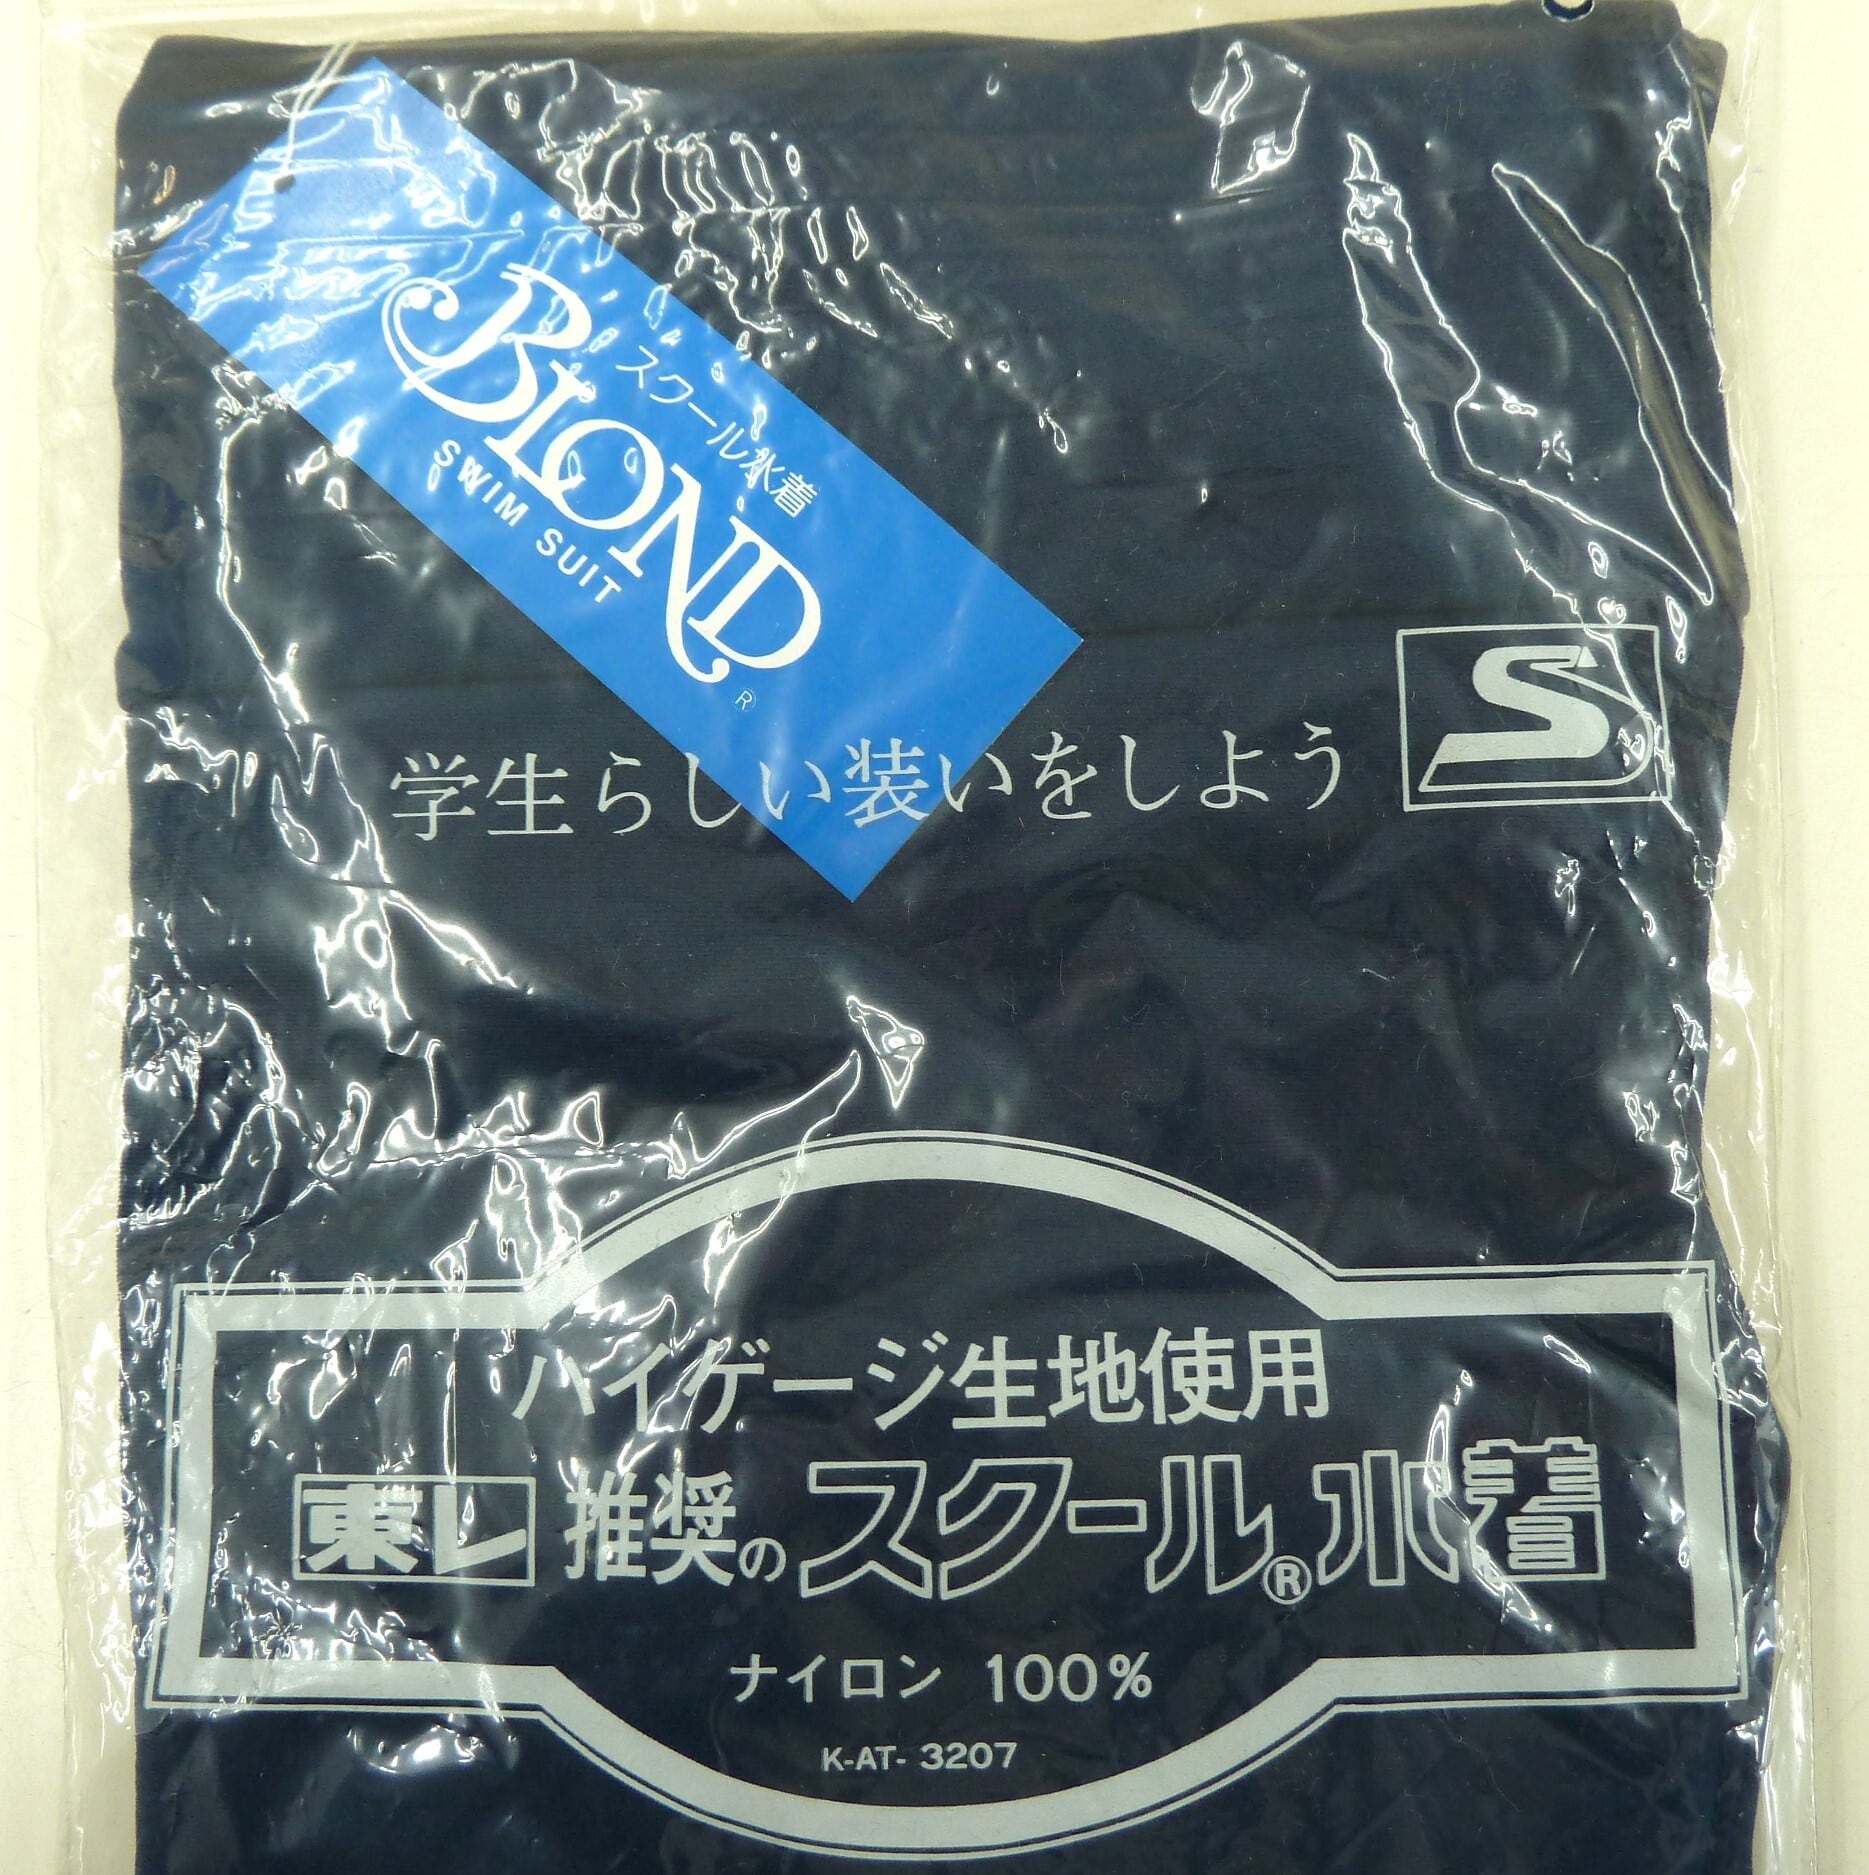 スクール水着
BLOND®
SWIM SUIT
学生らしい装いをしよう
S
ハイゲージ生地使用
東レ 推奨のスクール®水着
ナイロン 100%
K-AT- 3207